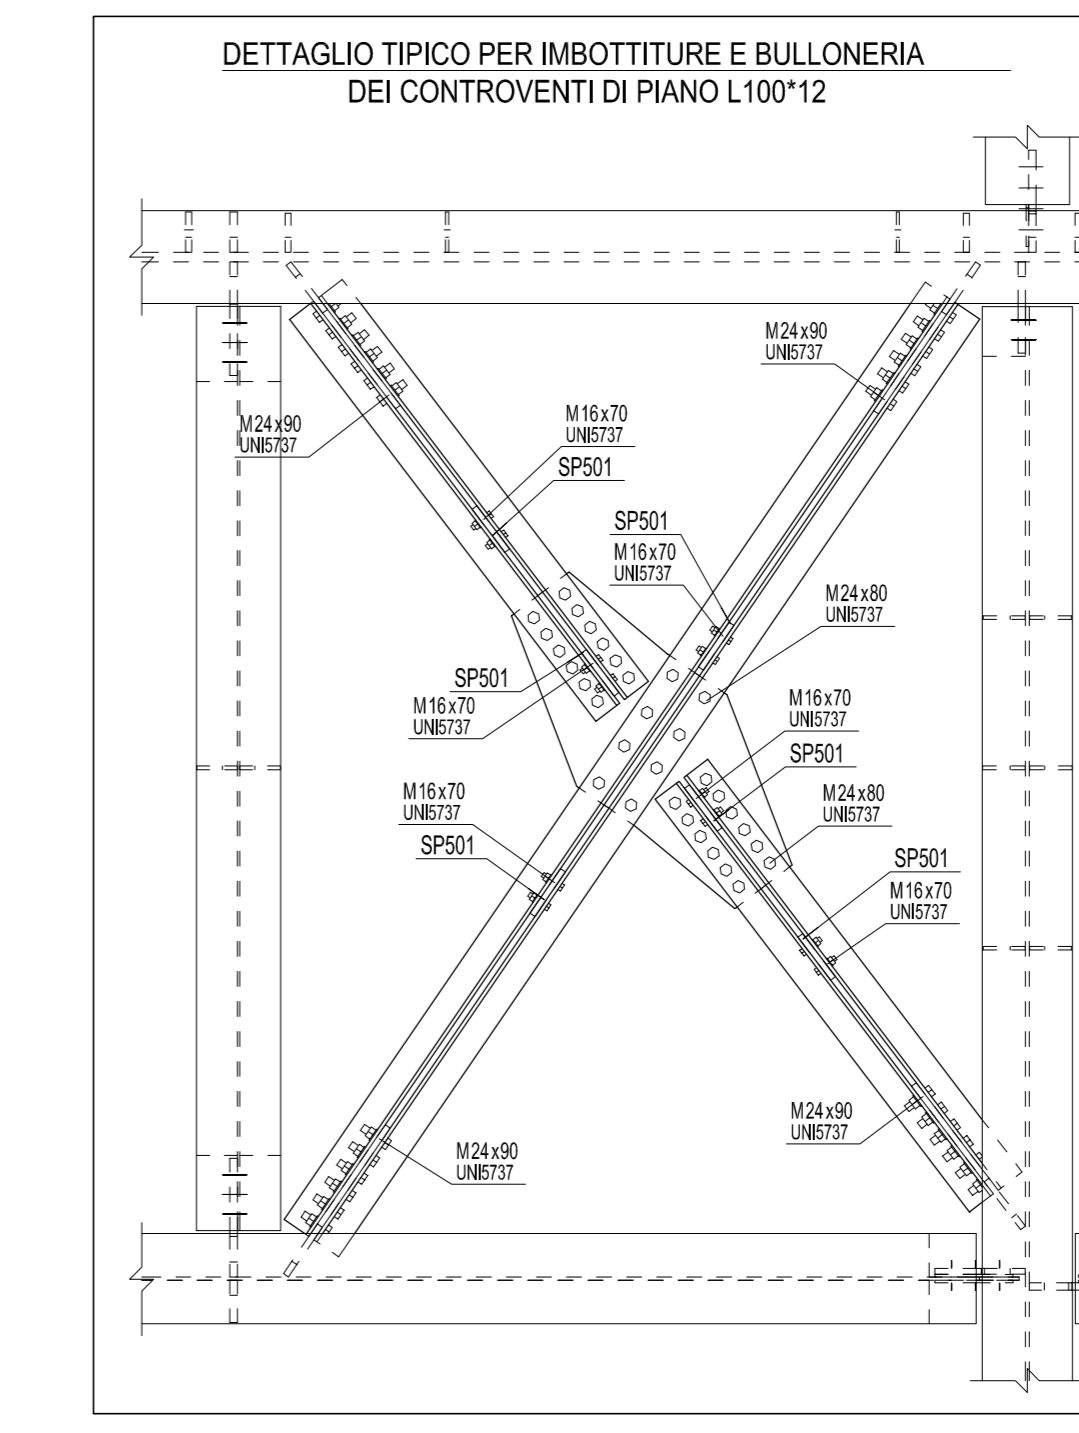 DETTAGLIO TIPICO PER IMBOTTITURE E BULLONERIA
DEI CONTROVENTI DI PIANO L100*12
M24x90
UNI5737
M24x90
UNI5737
M16x70
UNI5737
SP501
SP501
M16x70
UNI5737
M24x80
UNI5737
SP501
M16x70
UNI5737
M16x70
UNI5737
SP501
M16x70
UNI5737
SP501
M24x80
UNI5737
SP501
M16x70
UNI5737
M24x90
UNI5737
M24x90
UNI5737